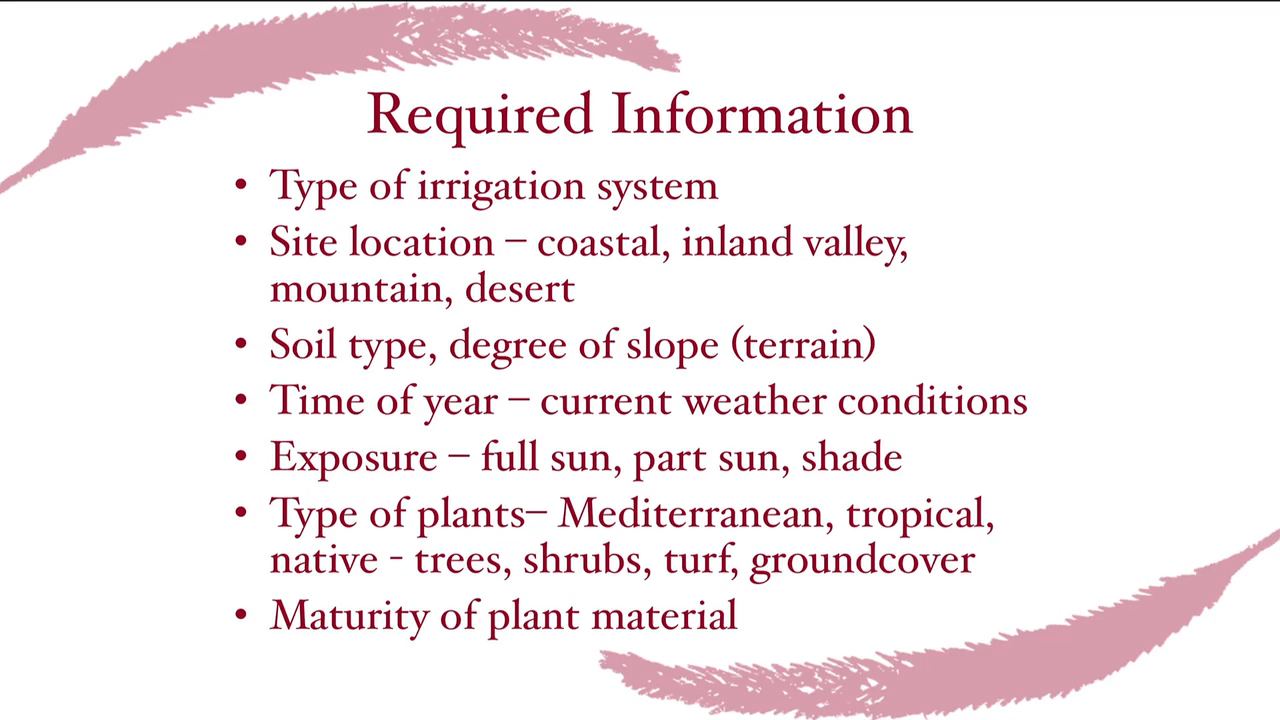 Required Information
• Type of irrigation system
• Site location – coastal, inland valley,
mountain, desert
• Soil type, degree of slope (terrain)
• Time of year – current weather conditions
• Exposure – full sun, part sun, shade
• Type of plants– Mediterranean, tropical,
native - trees, shrubs, turf, groundcover
• Maturity of plant material